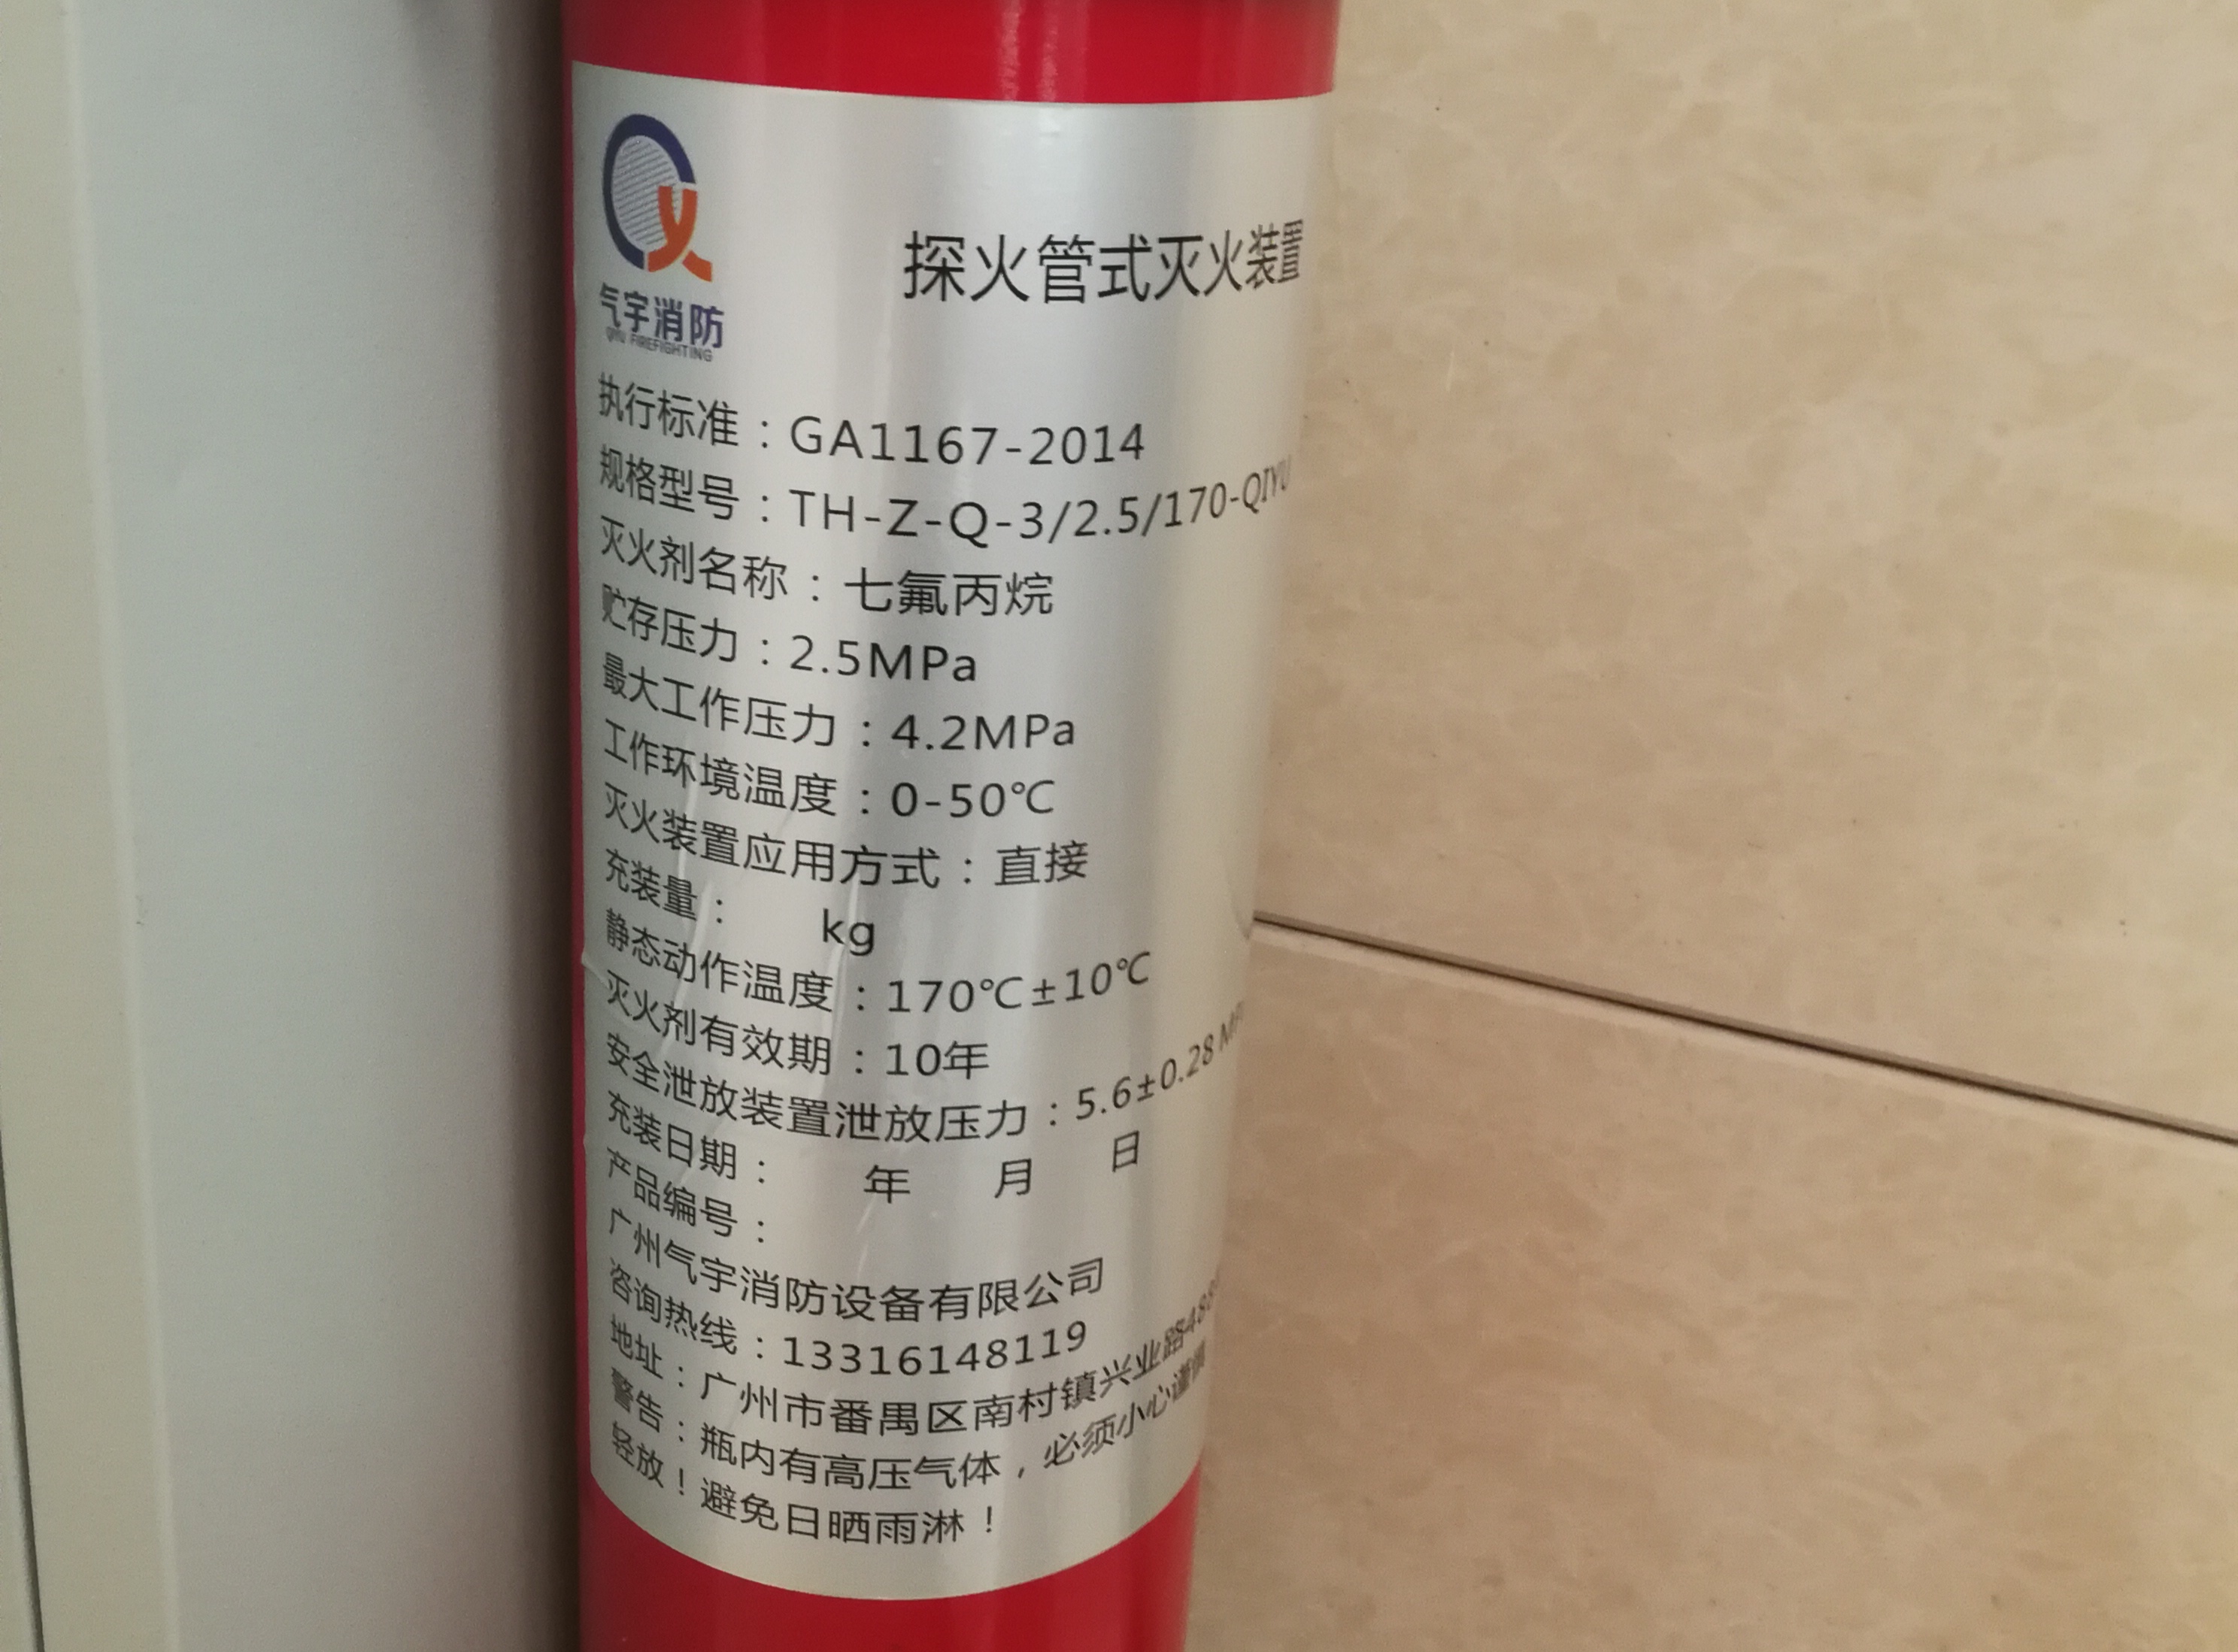 气宇消防
QIYU FIREFIGHTING
探火管式灭火装置
执行标准：GA1167-2014
规格型号：TH-Z-Q-3/2.5/170-QIYU
灭火剂名称：七氟丙烷
贮存压力：2.5MPa
最大工作压力：4.2MPa
工作环境温度：0-50℃
灭火装置应用方式：直接
充装量： kg
静态动作温度：170℃±10℃
灭火剂有效期：10年
安全泄放装置泄放压力：5.6±0.28
充装日期： 年 月 日
产品编号：
广州气宇消防设备有限公司
咨询热线：13316148119
地址：广州市番禺区南村镇兴业路
警告：瓶内有高压气体，必须小心谨慎
轻放！避免日晒雨淋！